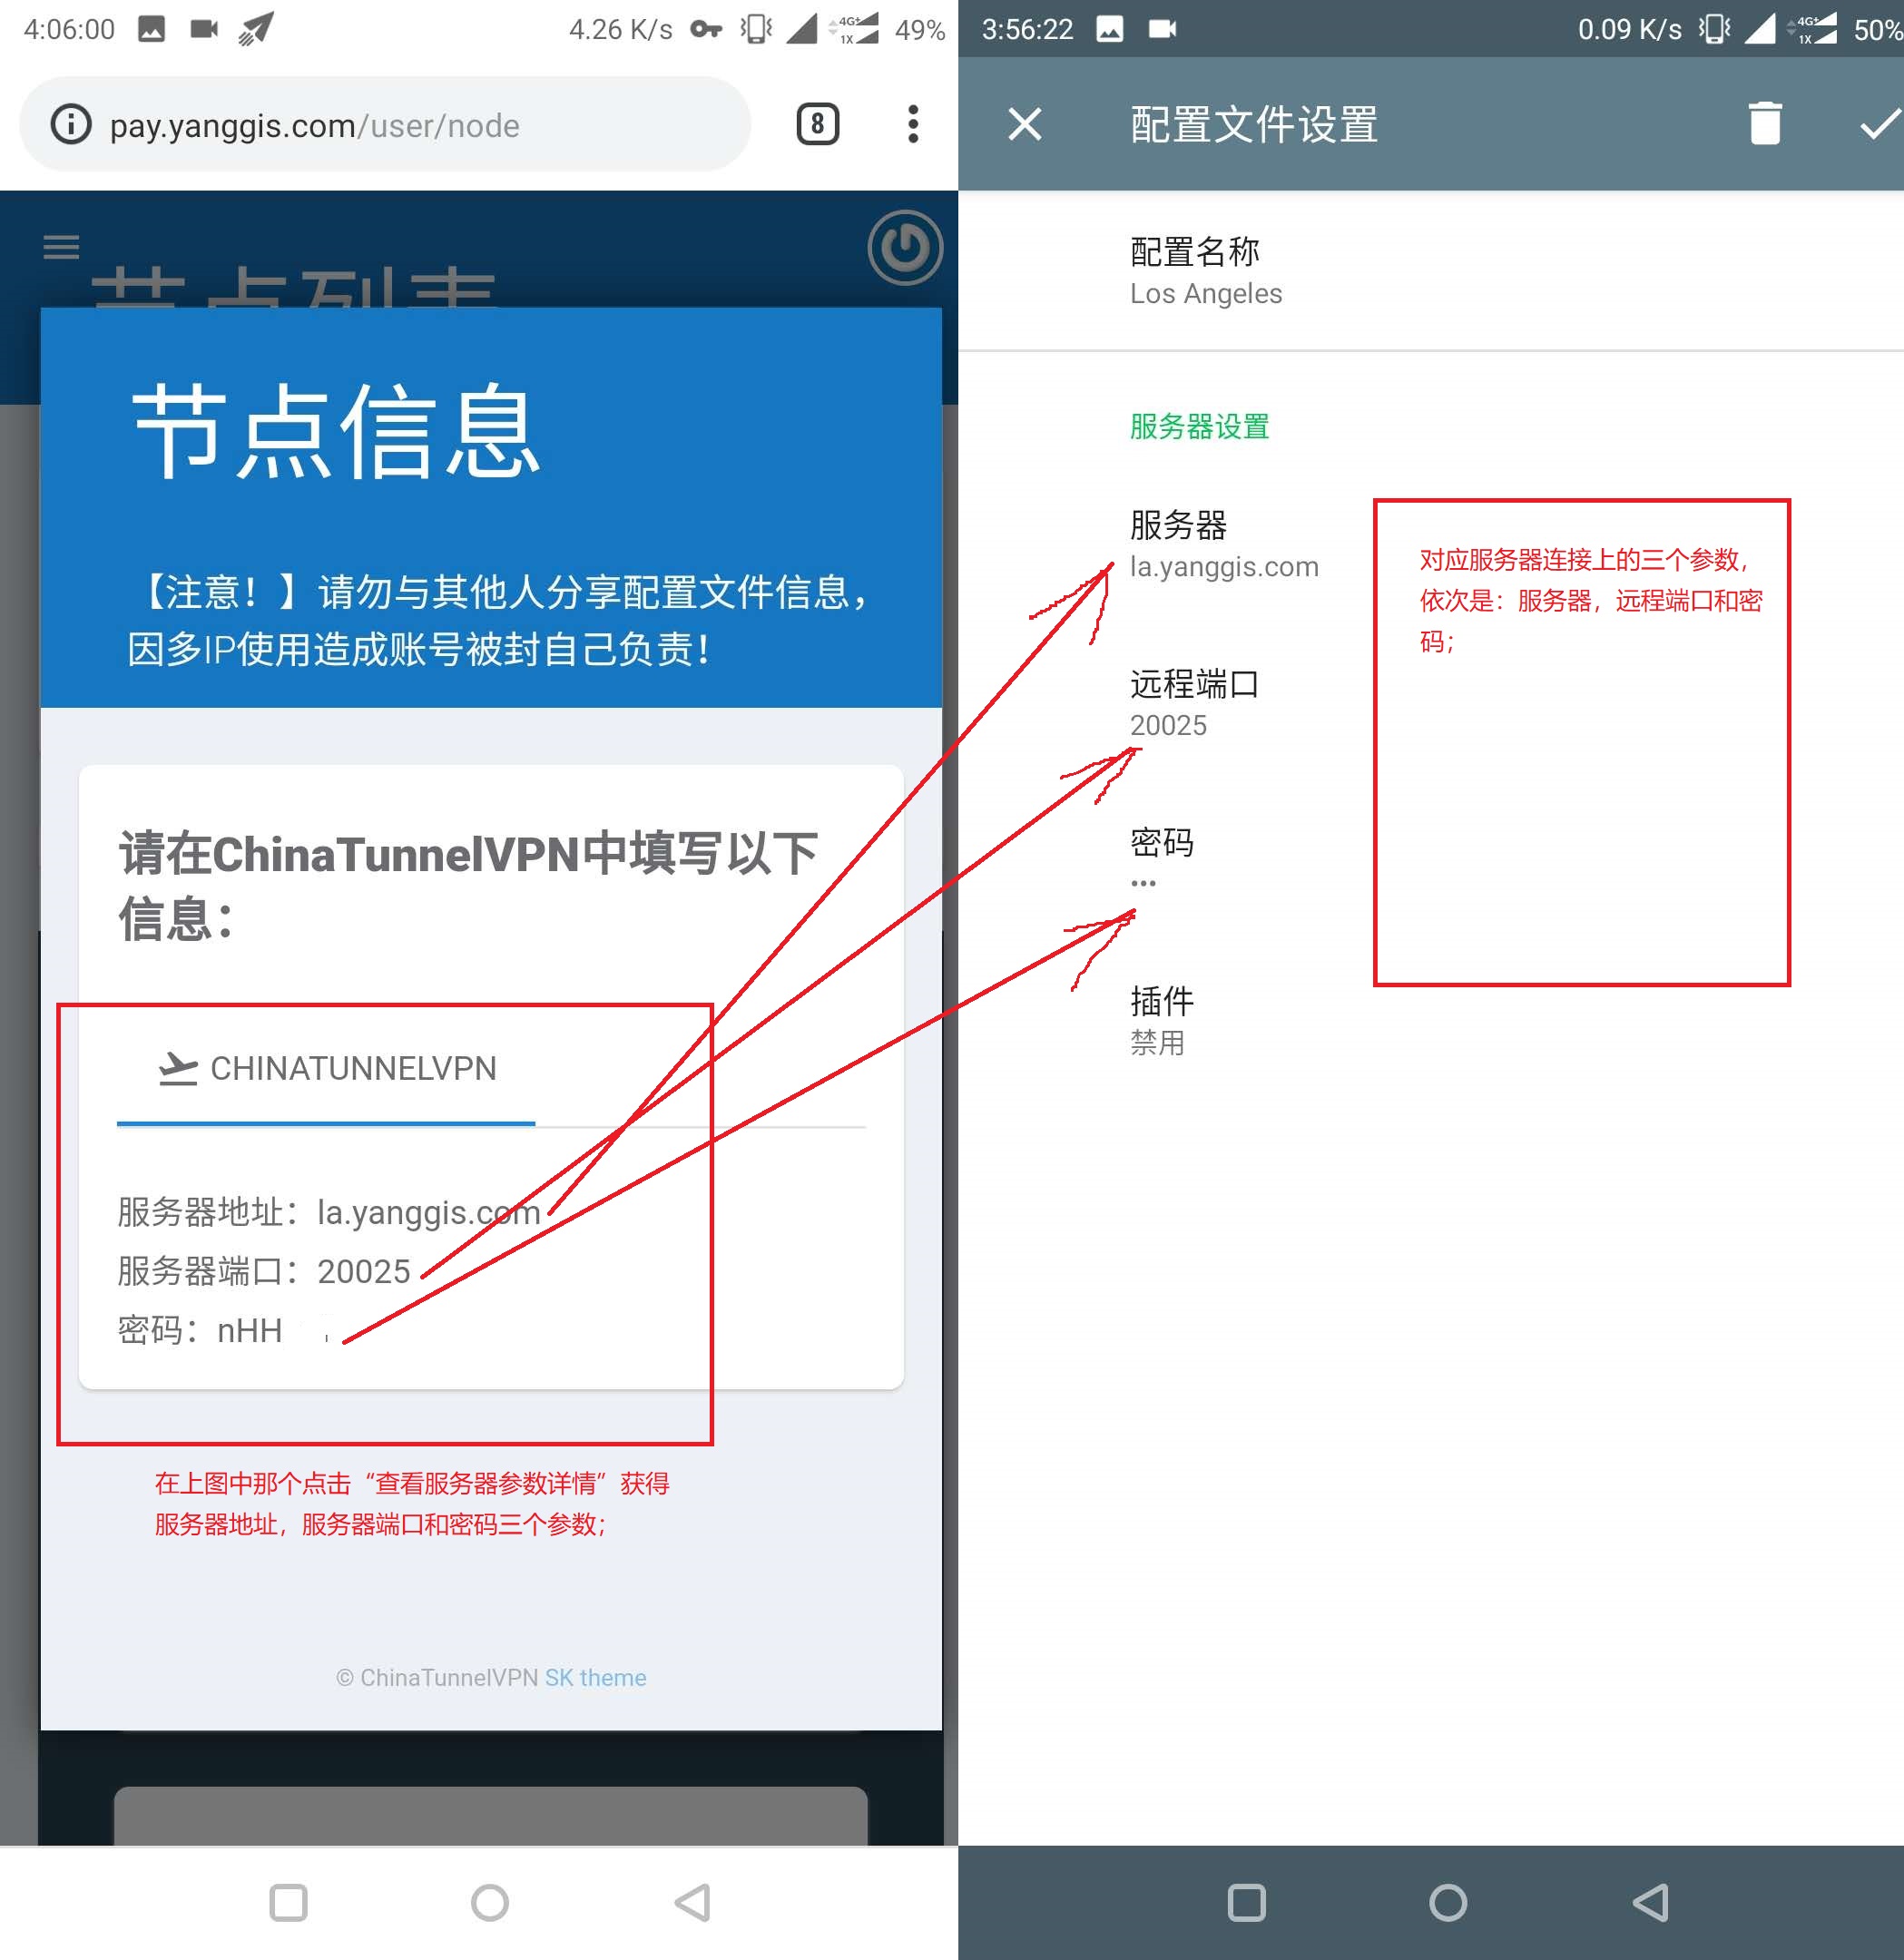 4:06:00
4.26 K/s
4G+
1X
49%
pay.yanggis.com/user/node
8
节点列表
节点信息
【注意！】请勿与其他人分享配置文件信息，
因多IP使用造成账号被封自己负责！
请在ChinaTunnelVPN中填写以下
信息：
CHINATUNNELVPN
服务器地址：la.yanggis.com
服务器端口：20025
密码：nHH
在上图中那个点击“查看服务器参数详情”获得
服务器地址，服务器端口和密码三个参数；
© ChinaTunnelVPN SK theme
3:56:22
0.09 K/s
4G+
1X
50%
配置文件设置
配置名称
Los Angeles
服务器设置
服务器
la.yanggis.com
远程端口
20025
密码
•••
插件
禁用
对应服务器连接上的三个参数，
依次是：服务器，远程端口和密
码；